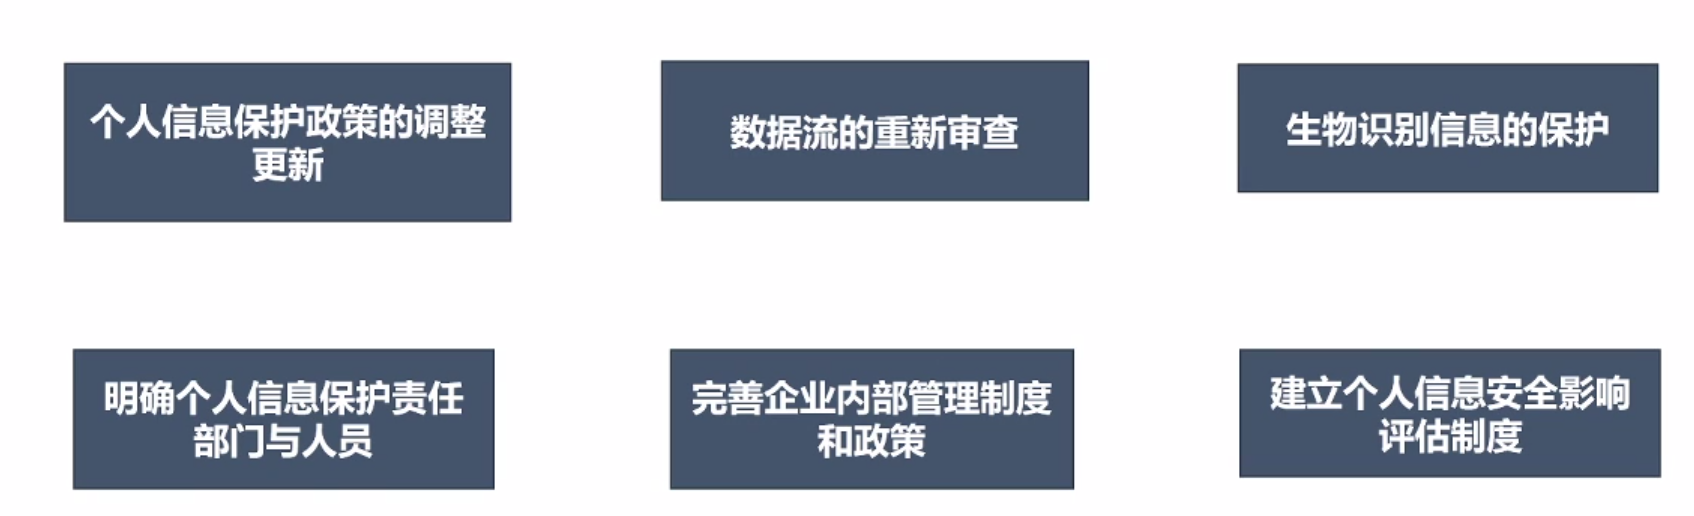 个人信息保护政策的调整
更新
数据流的重新审查
生物识别信息的保护
明确个人信息保护责任
部门与人员
完善企业内部管理制度
和政策
建立个人信息安全影响
评估制度